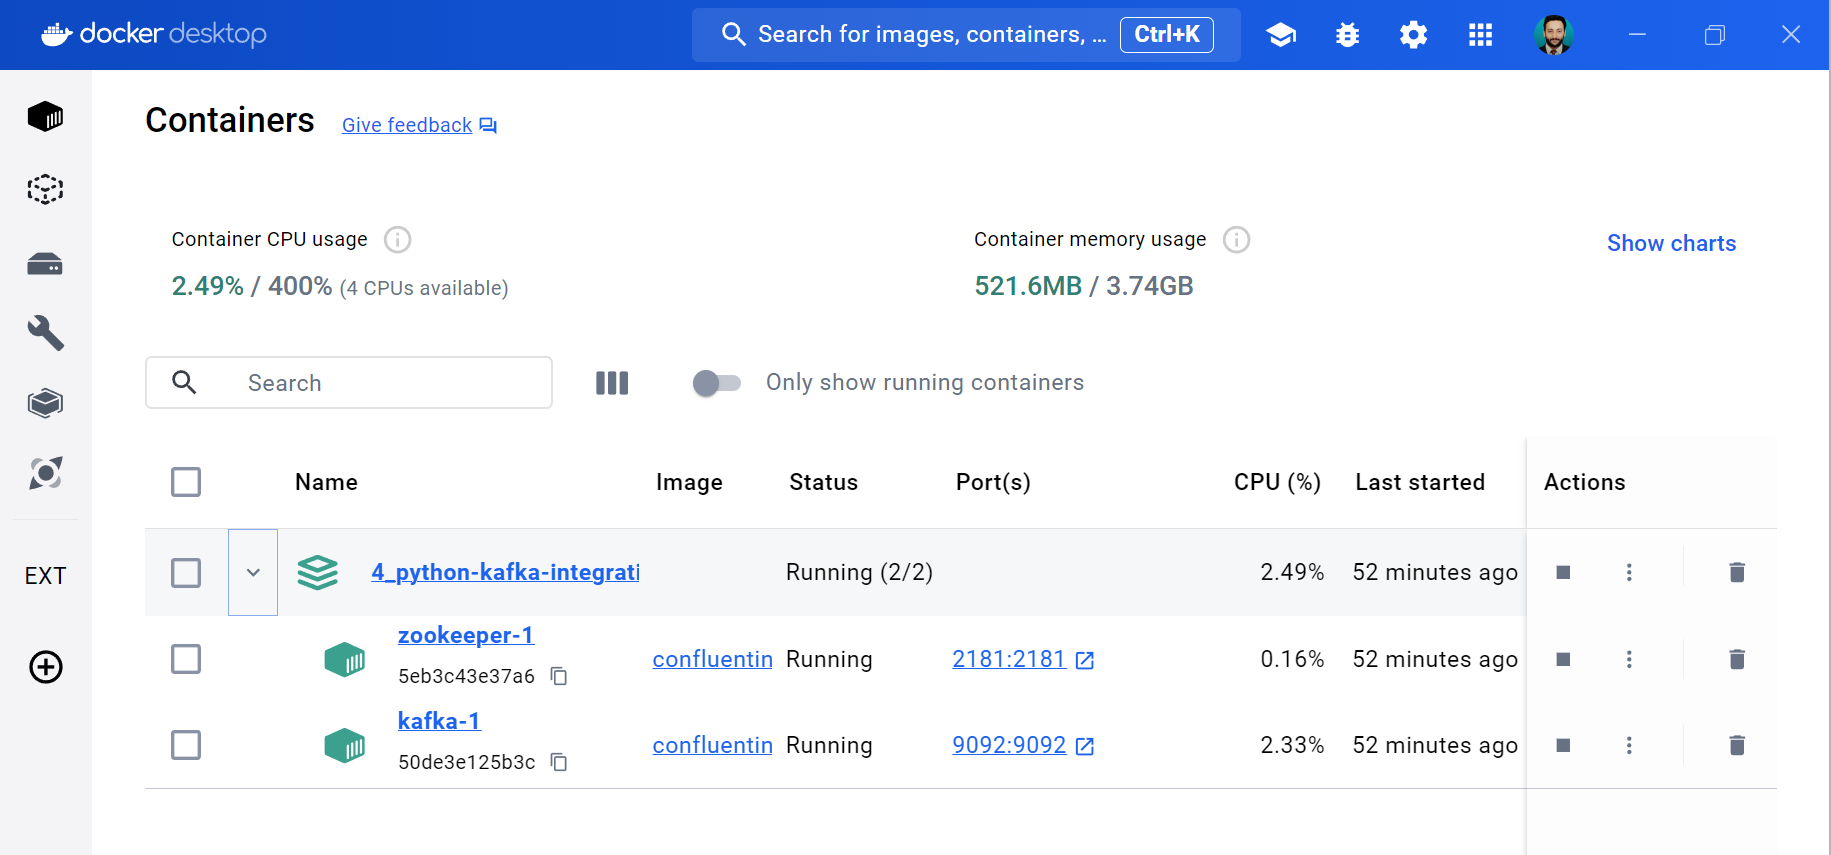 docker desktop
Search for images, containers, ... Ctrl+K
Containers Give feedback
Container CPU usage
2.49% / 400% (4 CPUs available)
Container memory usage
521.6MB / 3.74GB
Show charts
Search
Only show running containers
Name Image Status Port(s) CPU (%) Last started Actions
4_python-kafka-integrati Running (2/2) 2.49% 52 minutes ago
zookeeper-1
5eb3c43e37a6
confluentin Running 2181:2181 0.16% 52 minutes ago
kafka-1
50de3e125b3c
confluentin Running 9092:9092 2.33% 52 minutes ago
EXT